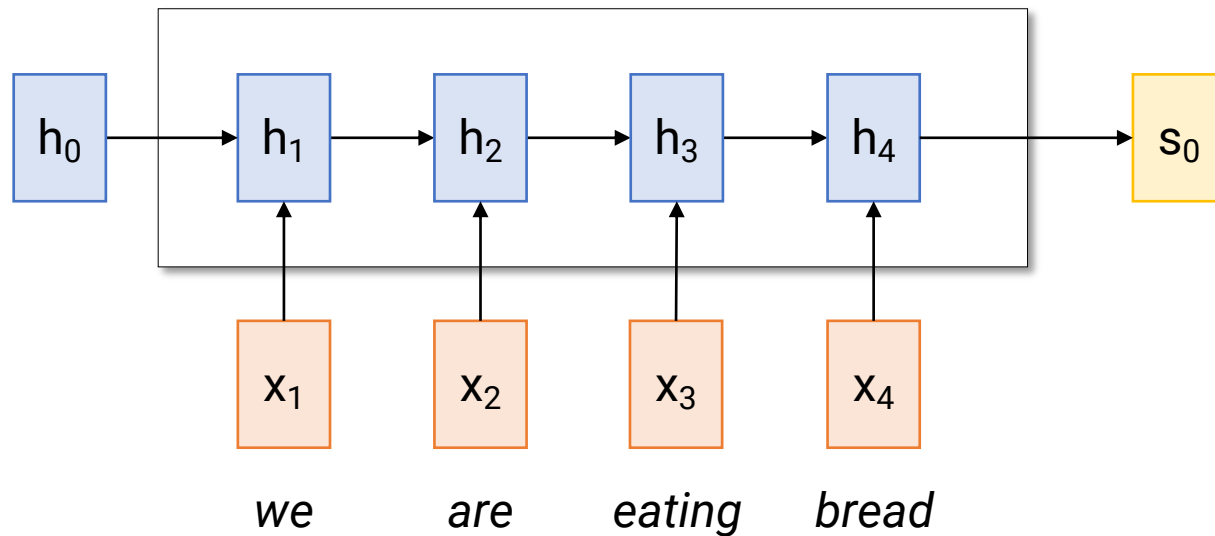 h₀ h₁ h₂ h₃ h₄ s₀
x₁ x₂ x₃ x₄
we are eating bread